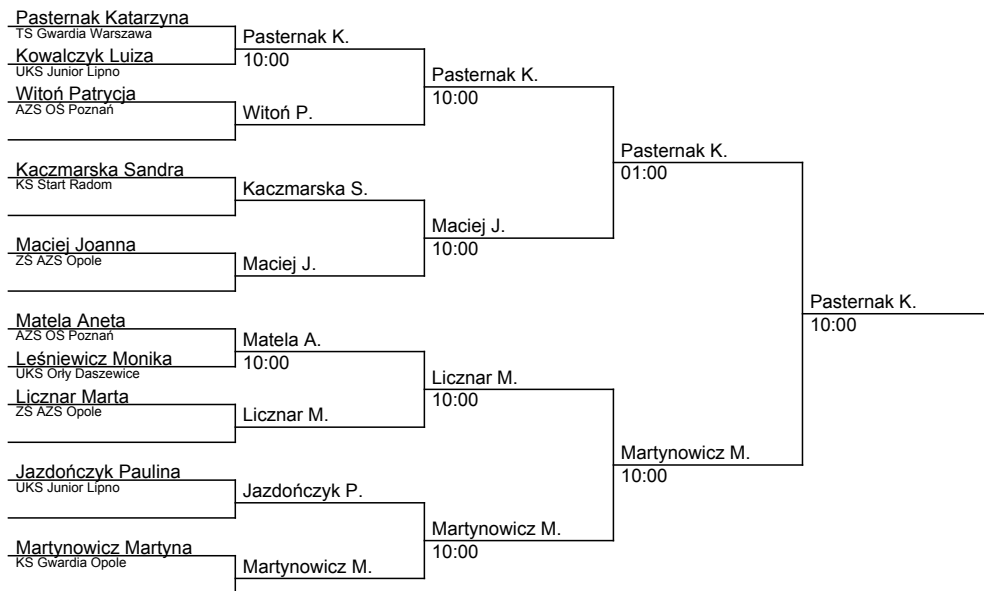 Pasternak Katarzyna
TS Gwardia Warszawa
Kowalczyk Luiza
UKS Junior Lipno
Witoń Patrycja
AZS OŚ Poznań
Kaczmarska Sandra
KS Start Radom
Maciej Joanna
ZŚ AZS Opole
Matela Aneta
AZS OŚ Poznań
Leśniewicz Monika
UKS Orły Daszewice
Licznar Marta
ZŚ AZS Opole
Jazdończyk Paulina
UKS Junior Lipno
Martynowicz Martyna
KS Gwardia Opole
Pasternak K.
10:00
Witoń P.
Kaczmarska S.
Maciej J.
Matela A.
10:00
Licznar M.
Jazdończyk P.
Martynowicz M.
Pasternak K.
10:00
Maciej J.
10:00
Licznar M.
10:00
Martynowicz M.
10:00
Pasternak K.
01:00
Martynowicz M.
10:00
Pasternak K.
10:00